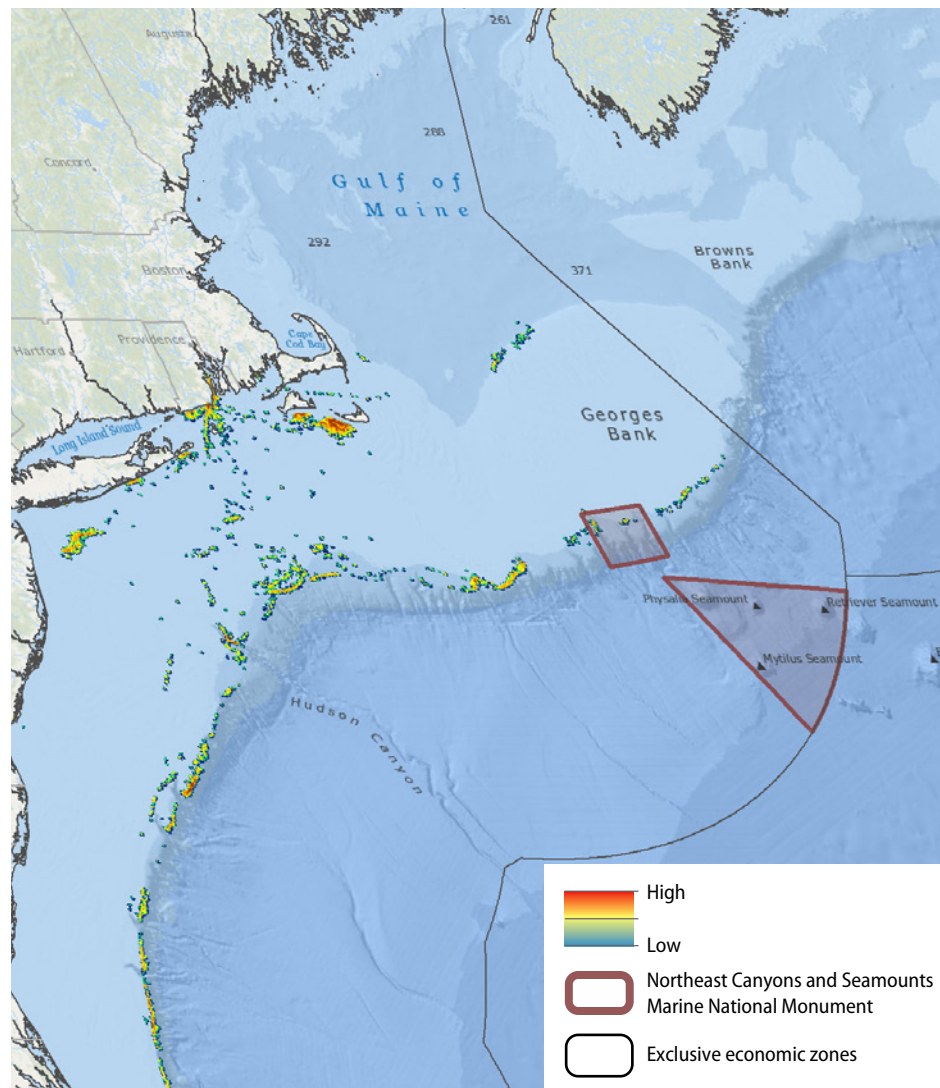 261
Augusta
288
Concord
Gulf of
Maine
292
Browns
Bank
371
Boston
Cape
Cod Bay
Providence
Hartford
Georges
Bank
Long Island Sound
Physalia Seamount
Retriever Seamount
Mytilus Seamount
Hudson Canyon
High
Low
Northeast Canyons and Seamounts
Marine National Monument
Exclusive economic zones